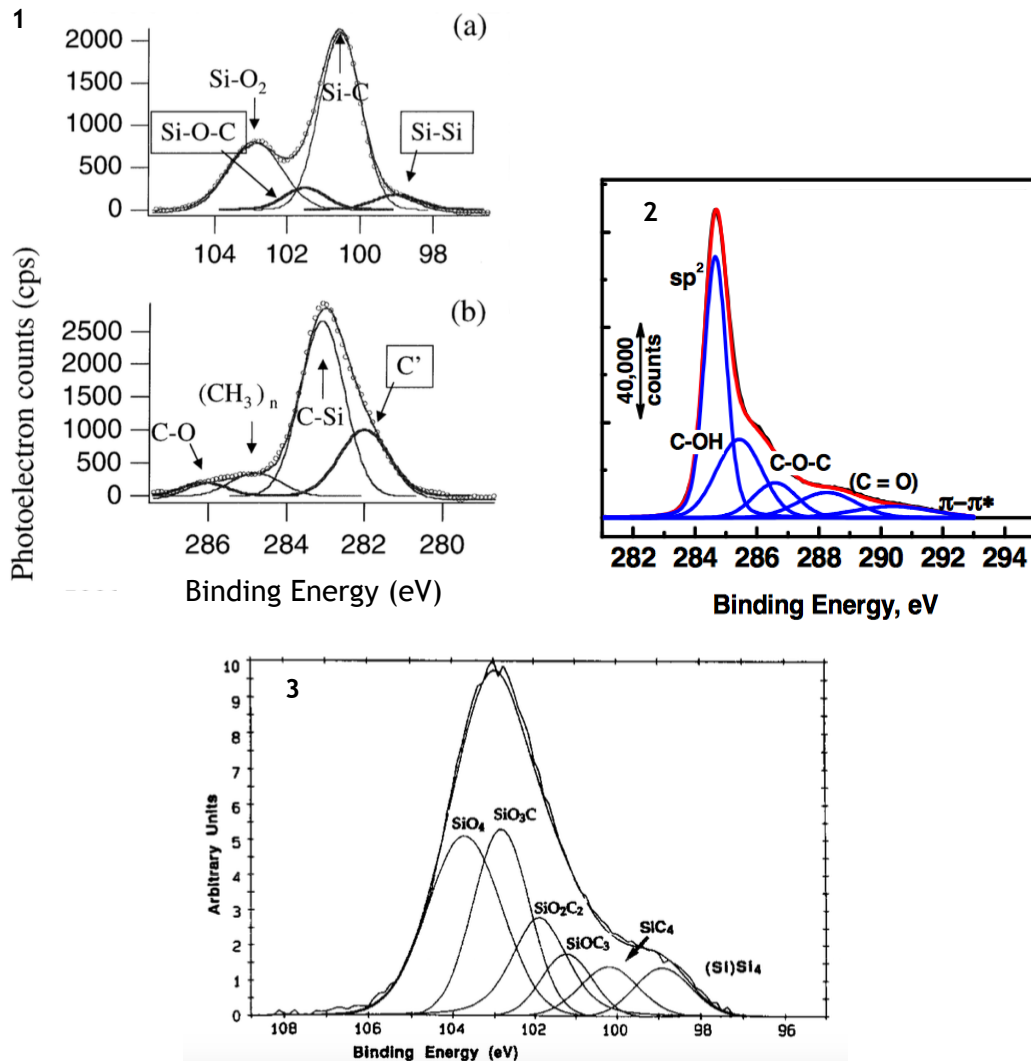 1
(a)
2000
1500
1000
500
0
Si-O2
Si-C
Si-O-C
Si-Si
104 102 100 98
(b)
2500
2000
1500
1000
500
0
(CH3)n
C'
C-O
C-Si
286 284 282 280
Photoelectron counts (cps)
Binding Energy (eV)
2
sp2
40,000
counts
C-OH
C-O-C
(C = O)
π−π*
282 284 286 288 290 292 294
Binding Energy, eV
3
10
9
8
7
6
5
4
3
2
1
0
Arbitrary Units
SiO4
SiO3C
SiO2C2
SiOC3
SiC4
(Si)Si4
108 106 104 102 100 98 96
Binding Energy (eV)